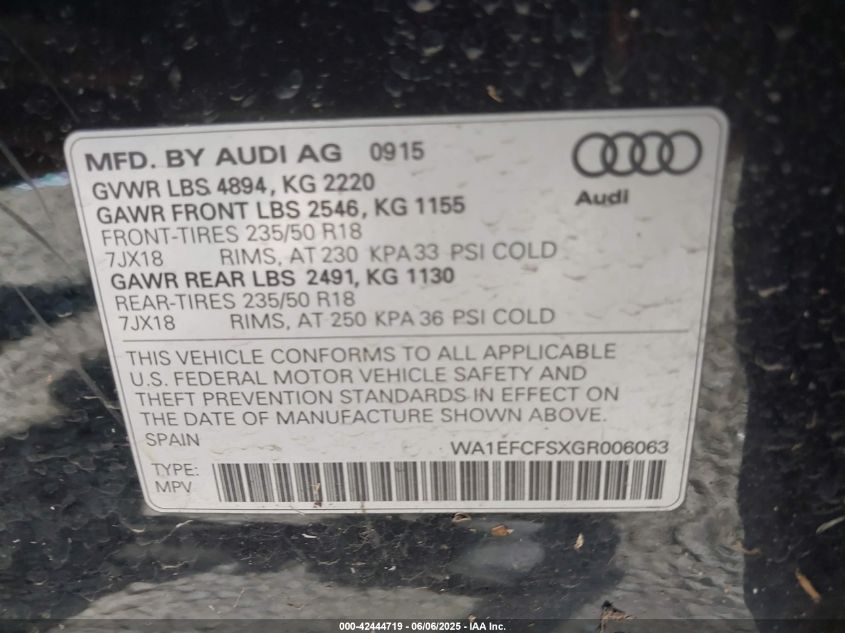 MFD. BY AUDI AG 0915
Audi
GVWR LBS 4894, KG 2220
GAWR FRONT LBS 2546, KG 1155
FRONT-TIRES 235/50 R18
7JX18 RIMS, AT 230 KPA 33 PSI COLD
GAWR REAR LBS 2491, KG 1130
REAR-TIRES 235/50 R18
7JX18 RIMS, AT 250 KPA 36 PSI COLD
THIS VEHICLE CONFORMS TO ALL APPLICABLE
U.S. FEDERAL MOTOR VEHICLE SAFETY AND
THEFT PREVENTION STANDARDS IN EFFECT ON
THE DATE OF MANUFACTURE SHOWN ABOVE.
SPAIN WA1EFCFSXGR006063
TYPE:
MPV
000-42444719 - 06/06/2025 - IAA Inc.